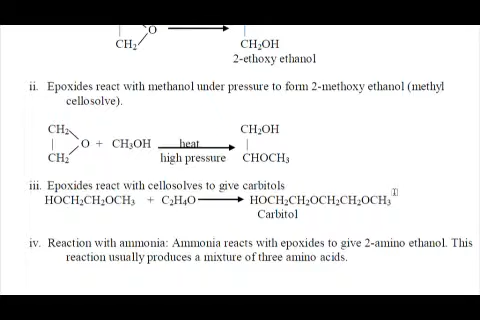 O
CH₂ CH₂OH
2-ethoxy ethanol
ii. Epoxides react with methanol under pressure to form 2-methoxy ethanol (methyl
cellosolve).
CH₂ CH₂OH
| O + CH₃OH heat |
CH₂ high pressure CHOCH₃
iii. Epoxides react with cellosolves to give carbitols
HOCH₂CH₂OCH₃ + C₂H₄O ⟶ HOCH₂CH₂OCH₂CH₂OCH₃
Carbitol
iv. Reaction with ammonia: Ammonia reacts with epoxides to give 2-amino ethanol. This
reaction usually produces a mixture of three amino acids.